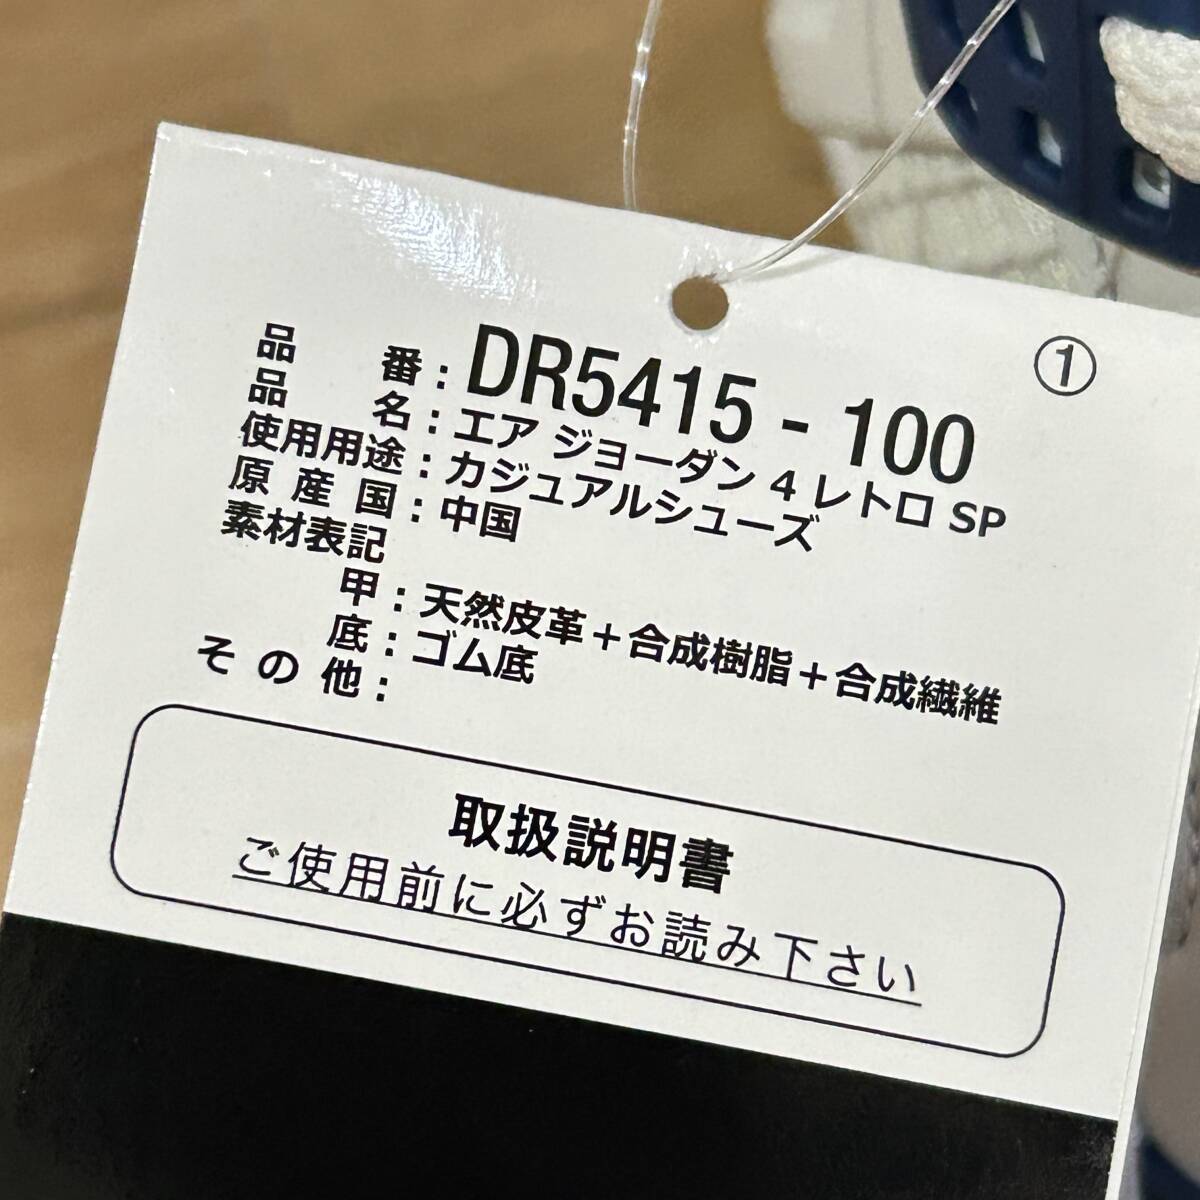 ①
品番：DR5415 - 100
品名：エア ジョーダン 4 レトロ SP
使用用途：カジュアルシューズ
原産国：中国
素材表記
甲：天然皮革＋合成樹脂＋合成繊維
底：ゴム底
その他：
取扱説明書
ご使用前に必ずお読み下さい